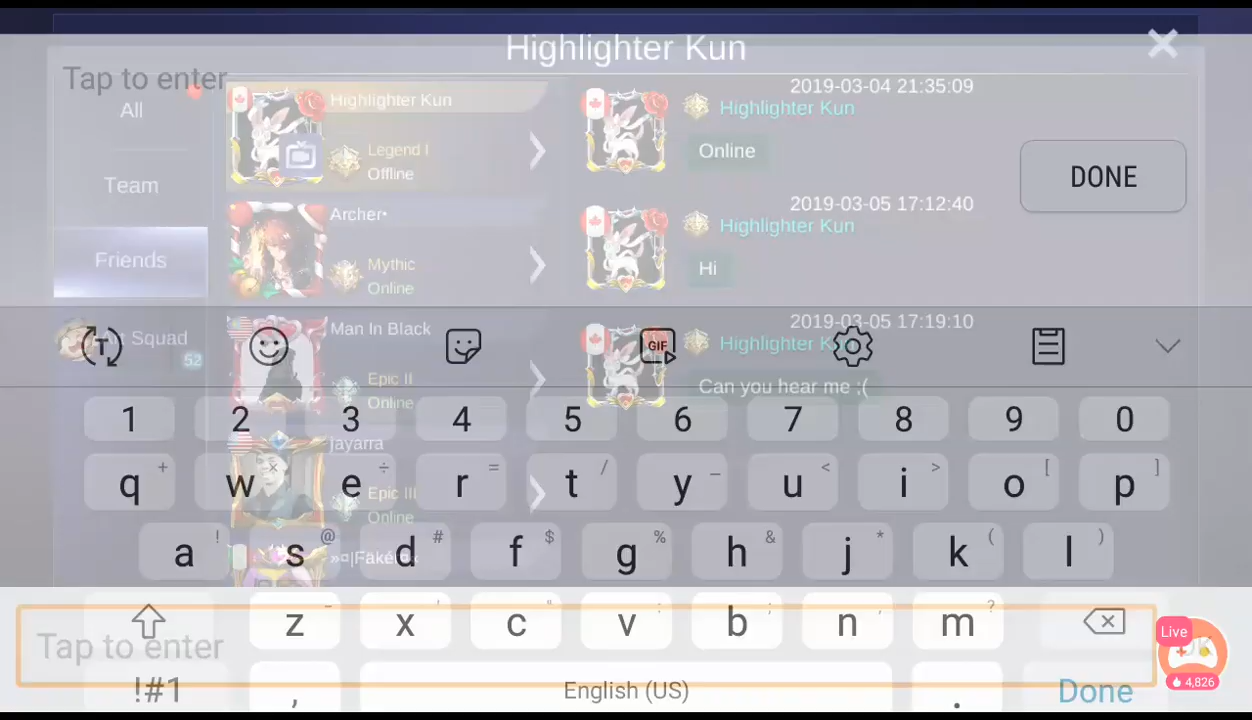 Highlighter Kun
Tap to enter
All
Team
Friends
Squad
52
Highlighter Kun
Legend I
Offline
Archer•
Mythic
Online
Man In Black
Epic II
Online
jayarra
Epic III
Online
2019-03-04 21:35:09
Highlighter Kun
Online
2019-03-05 17:12:40
Highlighter Kun
Hi
2019-03-05 17:19:10
Highlighter Kun
Can you hear me ;(
DONE
T
GIF
1 2 3 4 5 6 7 8 9 0
q + w × e ÷ r = t / y _ u < i > o [ p ]
a ! s @ d # f $ g % h & j * k ( l )
z - x ' c " v : b ; n , m ?
Tap to enter
!#1 , English (US) . Done
Live
4,826